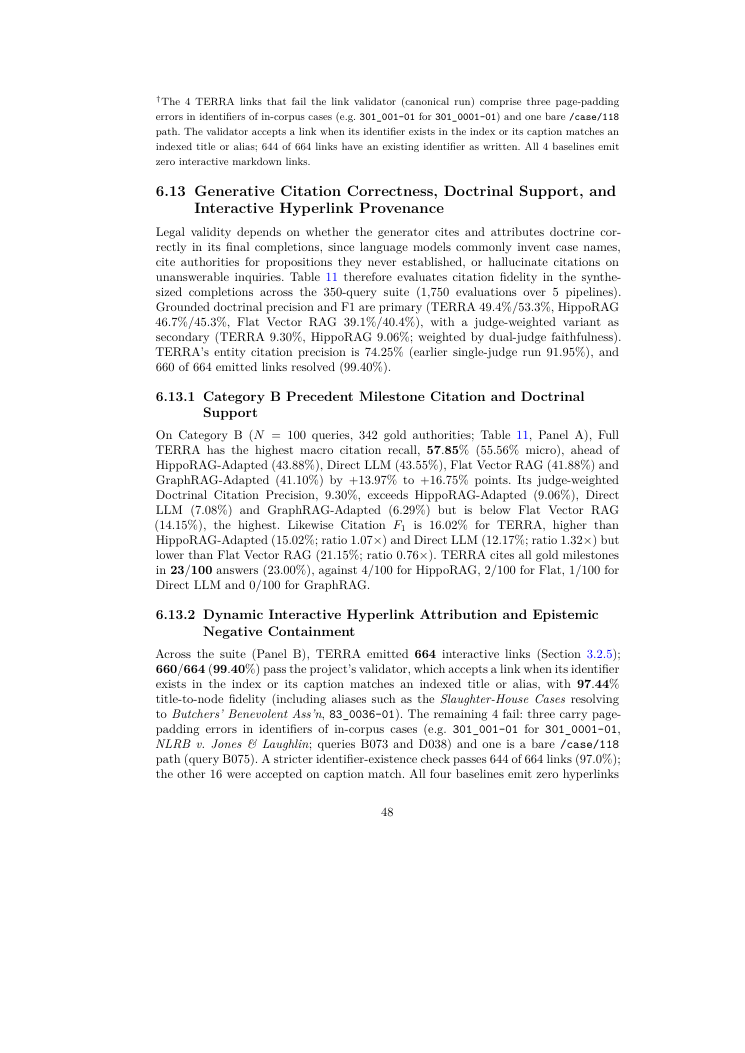 †The 4 TERRA links that fail the link validator (canonical run) comprise three page-padding
errors in identifiers of in-corpus cases (e.g. 301_001-01 for 301_0001-01) and one bare /case/118
path. The validator accepts a link when its identifier exists in the index or its caption matches an
indexed title or alias; 644 of 664 links have an existing identifier as written. All 4 baselines emit
zero interactive markdown links.
6.13 Generative Citation Correctness, Doctrinal Support, and
Interactive Hyperlink Provenance
Legal validity depends on whether the generator cites and attributes doctrine cor-
rectly in its final completions, since language models commonly invent case names,
cite authorities for propositions they never established, or hallucinate citations on
unanswerable inquiries. Table 11 therefore evaluates citation fidelity in the synthe-
sized completions across the 350-query suite (1,750 evaluations over 5 pipelines).
Grounded doctrinal precision and F1 are primary (TERRA 49.4%/53.3%, HippoRAG
46.7%/45.3%, Flat Vector RAG 39.1%/40.4%), with a judge-weighted variant as
secondary (TERRA 9.30%, HippoRAG 9.06%; weighted by dual-judge faithfulness).
TERRA's entity citation precision is 74.25% (earlier single-judge run 91.95%), and
660 of 664 emitted links resolved (99.40%).
6.13.1 Category B Precedent Milestone Citation and Doctrinal
Support
On Category B (N = 100 queries, 342 gold authorities; Table 11, Panel A), Full
TERRA has the highest macro citation recall, 57.85% (55.56% micro), ahead of
HippoRAG-Adapted (43.88%), Direct LLM (43.55%), Flat Vector RAG (41.88%) and
GraphRAG-Adapted (41.10%) by +13.97% to +16.75% points. Its judge-weighted
Doctrinal Citation Precision, 9.30%, exceeds HippoRAG-Adapted (9.06%), Direct
LLM (7.08%) and GraphRAG-Adapted (6.29%) but is below Flat Vector RAG
(14.15%), the highest. Likewise Citation F1 is 16.02% for TERRA, higher than
HippoRAG-Adapted (15.02%; ratio 1.07×) and Direct LLM (12.17%; ratio 1.32×) but
lower than Flat Vector RAG (21.15%; ratio 0.76×). TERRA cites all gold milestones
in 23/100 answers (23.00%), against 4/100 for HippoRAG, 2/100 for Flat, 1/100 for
Direct LLM and 0/100 for GraphRAG.
6.13.2 Dynamic Interactive Hyperlink Attribution and Epistemic
Negative Containment
Across the suite (Panel B), TERRA emitted 664 interactive links (Section 3.2.5);
660/664 (99.40%) pass the project's validator, which accepts a link when its identifier
exists in the index or its caption matches an indexed title or alias, with 97.44%
title-to-node fidelity (including aliases such as the Slaughter-House Cases resolving
to Butchers' Benevolent Ass'n, 83_0036-01). The remaining 4 fail: three carry page-
padding errors in identifiers of in-corpus cases (e.g. 301_001-01 for 301_0001-01,
NLRB v. Jones & Laughlin; queries B073 and D038) and one is a bare /case/118
path (query B075). A stricter identifier-existence check passes 644 of 664 links (97.0%);
the other 16 were accepted on caption match. All four baselines emit zero hyperlinks
48